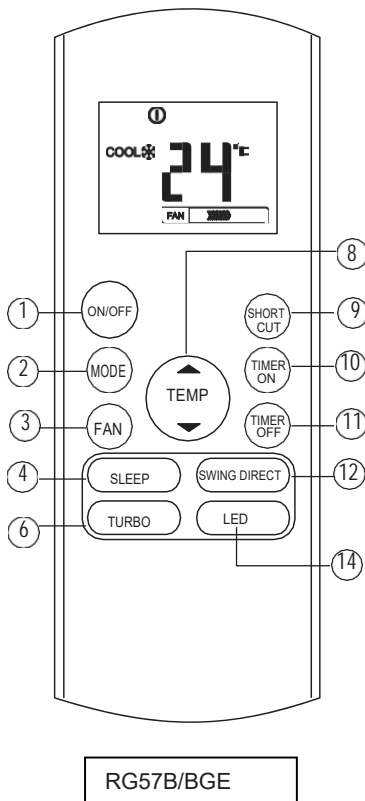 COOL
24°C
FAN
8
1
ON/OFF
SHORT
CUT
9
2
MODE
TEMP
TIMER
ON
10
3
FAN
TIMER
OFF
11
4
SLEEP
SWING DIRECT
12
6
TURBO
LED
14
RG57B/BGE